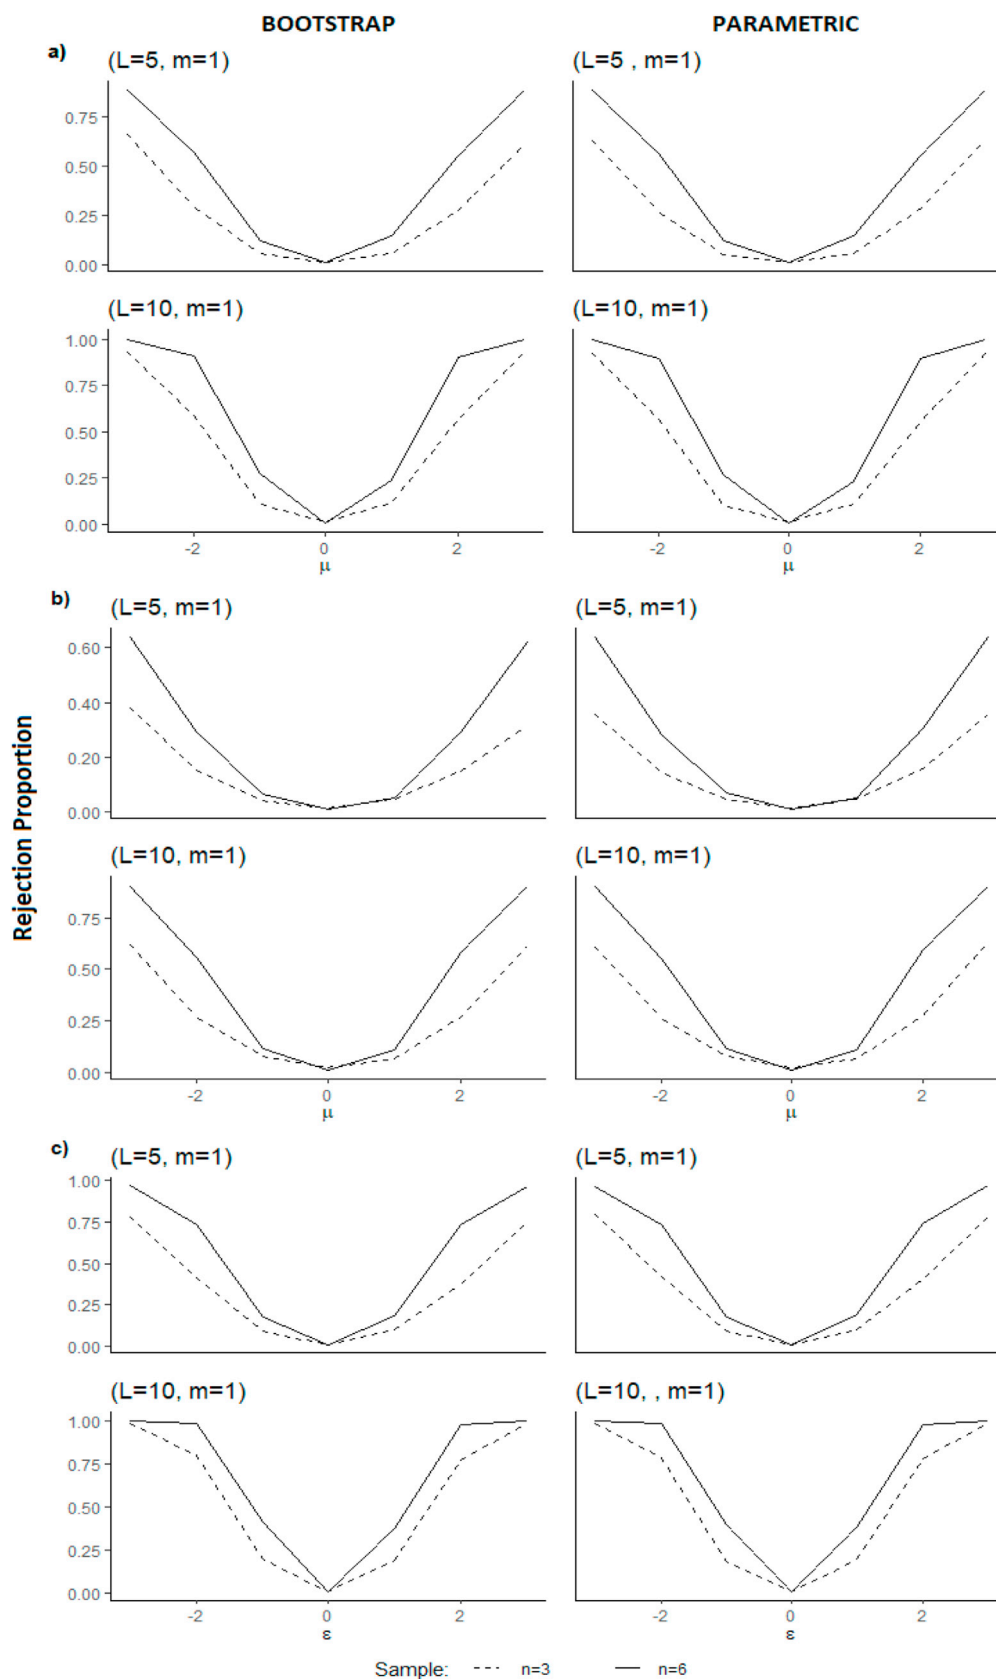 BOOTSTRAP PARAMETRIC
a)
(L=5, m=1) (L=5 , m=1)
0.75
0.50
0.25
0.00
(L=10, m=1) (L=10, m=1)
1.00
0.75
0.50
0.25
0.00
-2 0 2 -2 0 2
μ μ
b)
(L=5, m=1) (L=5, m=1)
0.60
0.40
0.20
0.00
Rejection Proportion
(L=10, m=1) (L=10, m=1)
0.75
0.50
0.25
0.00
-2 0 2 -2 0 2
μ μ
c)
(L=5, m=1) (L=5, m=1)
1.00
0.75
0.50
0.25
0.00
(L=10, m=1) (L=10, , m=1)
1.00
0.75
0.50
0.25
0.00
-2 0 2 -2 0 2
ε ε
Sample: n=3 n=6